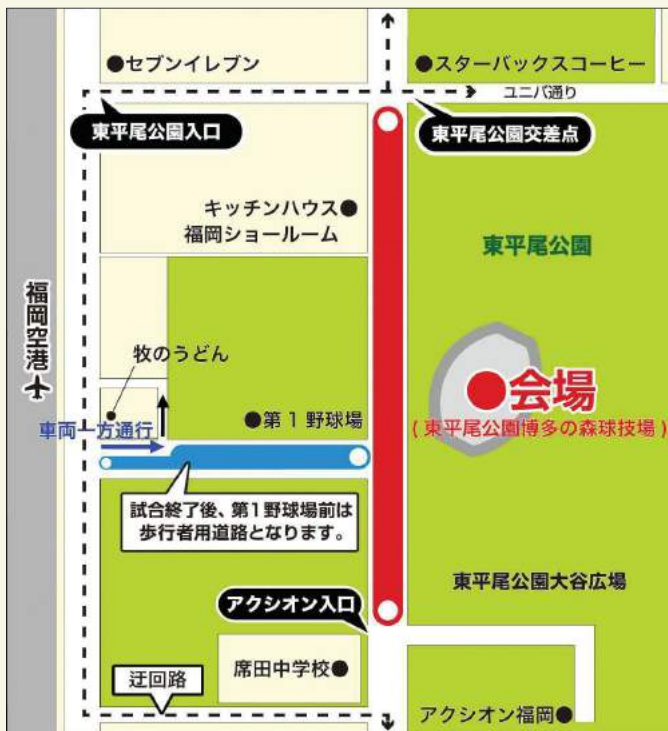 ●セブンイレブン
●スターバックスコーヒー
ユニバ通り
東平尾公園入口
東平尾公園交差点
キッチンハウス●
福岡ショールーム
東平尾公園
福岡空港
牧のうどん
●会場
(東平尾公園博多の森球技場)
●第1野球場
車両一方通行
試合終了後、第1野球場前は
歩行者用道路となります。
東平尾公園大谷広場
アクシオン入口
席田中学校●
迂回路
アクシオン福岡●